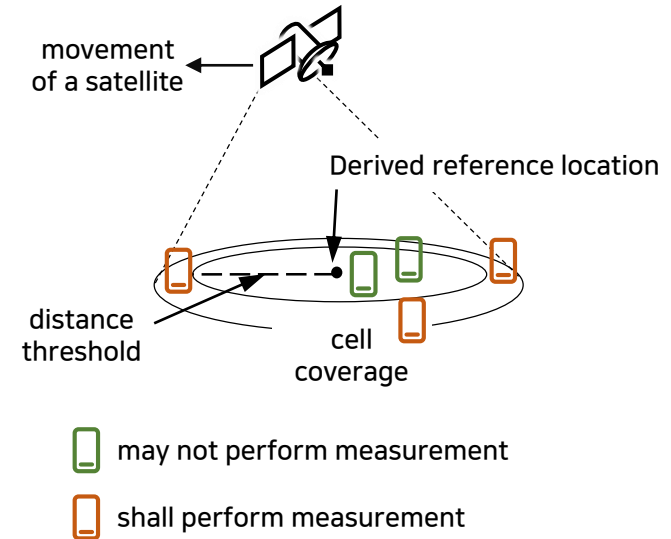 movement
of a satellite
Derived reference location
distance
threshold
cell
coverage
may not perform measurement
shall perform measurement